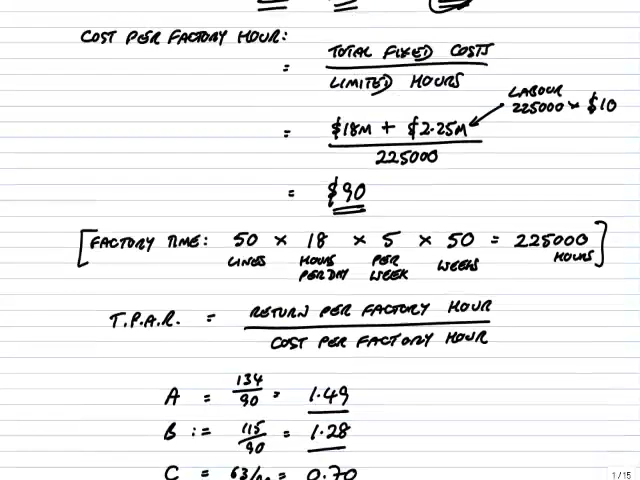 COST PER FACTORY HOUR:
= TOTAL FIXED COSTS
LIMITED HOURS
LABOUR
225000 × $10
= $18M + $2.25M
225000
= $90
[FACTORY TIME: 50 × 18 × 5 × 50 = 225000]
LINES HOURS PER WEEKS HOURS
PER DAY WEEK
T.P.A.R. = RETURN PER FACTORY HOUR
COST PER FACTORY HOUR
A = 134/90 = 1.49
B := 115/90 = 1.28
C = 63/ = 0.70
1/15